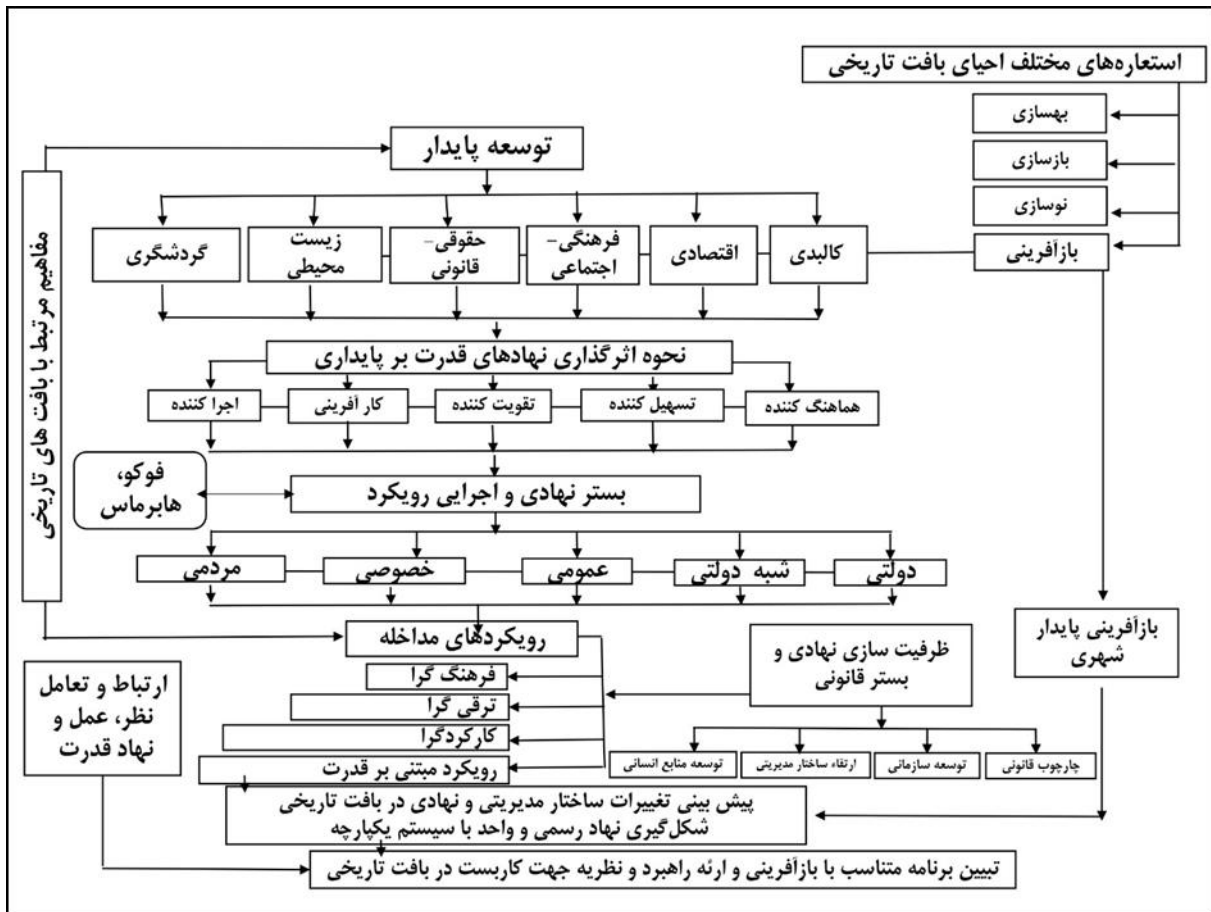 استعاره‌های مختلف احیای بافت تاریخی
بهسازی
بازسازی
نوسازی
بازآفرینی
توسعه پایدار
کالبدی
اقتصادی
فرهنگی-
اجتماعی
حقوقی-
قانونی
زیست
محیطی
گردشگری
مفاهیم مرتبط با بافت های تاریخی
نحوه اثرگذاری نهادهای قدرت بر پایداری
هماهنگ کننده
تسهیل کننده
تقویت کننده
کار آفرینی
اجرا کننده
فوکو،
هابرماس
بستر نهادی و اجرایی رویکرد
دولتی
شبه دولتی
عمومی
خصوصی
مردمی
رویکردهای مداخله
فرهنگ گرا
ترقی گرا
کارکردگرا
رویکرد مبتنی بر قدرت
ظرفیت سازی نهادی و
بستر قانونی
چارچوب قانونی
توسعه سازمانی
ارتقاء ساختار مدیریتی
توسعه منابع انسانی
بازآفرینی پایدار
شهری
ارتباط و تعامل
نظر، عمل و
نهاد قدرت
پیش بینی تغییرات ساختار مدیریتی و نهادی در بافت تاریخی
شکل‌گیری نهاد رسمی و واحد با سیستم یکپارچه
تبیین برنامه متناسب با بازآفرینی و ارئه راهبرد و نظریه جهت کاربست در بافت تاریخی